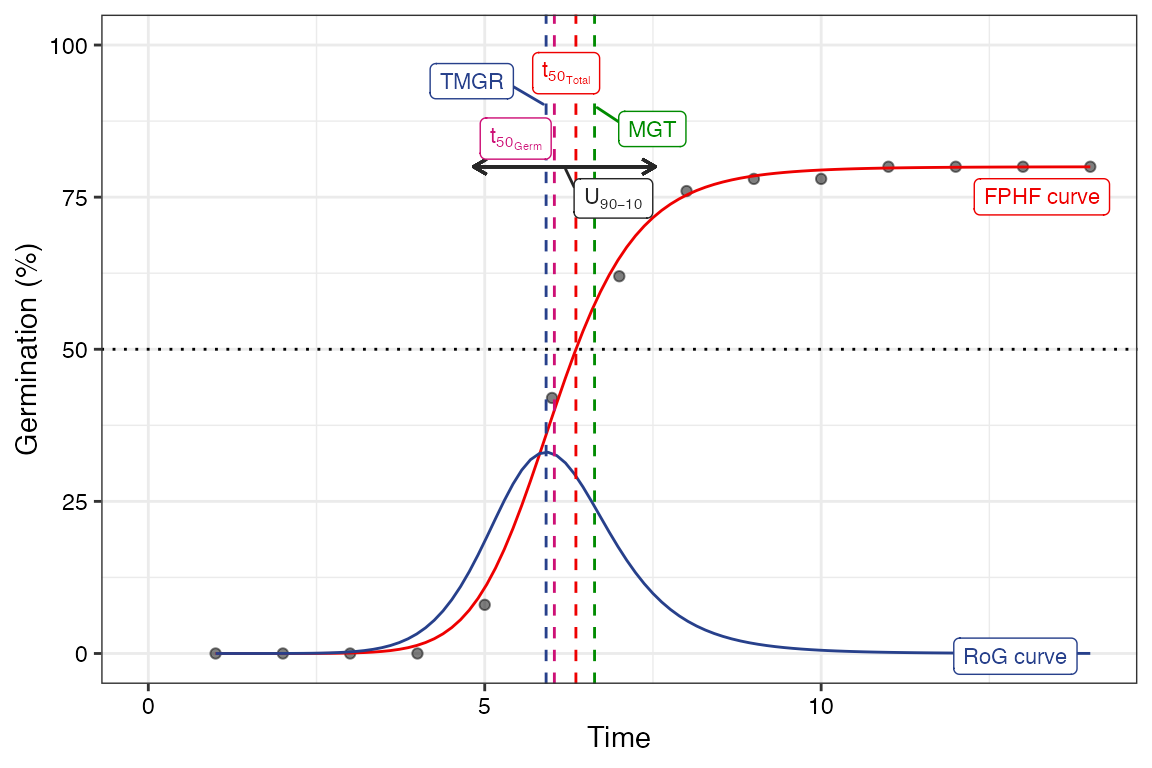 100
75
50
25
0
Germination (%)
TMGR
t50Total
t50Germ
MGT
U90–10
FPHF curve
RoG curve
0
5
10
Time